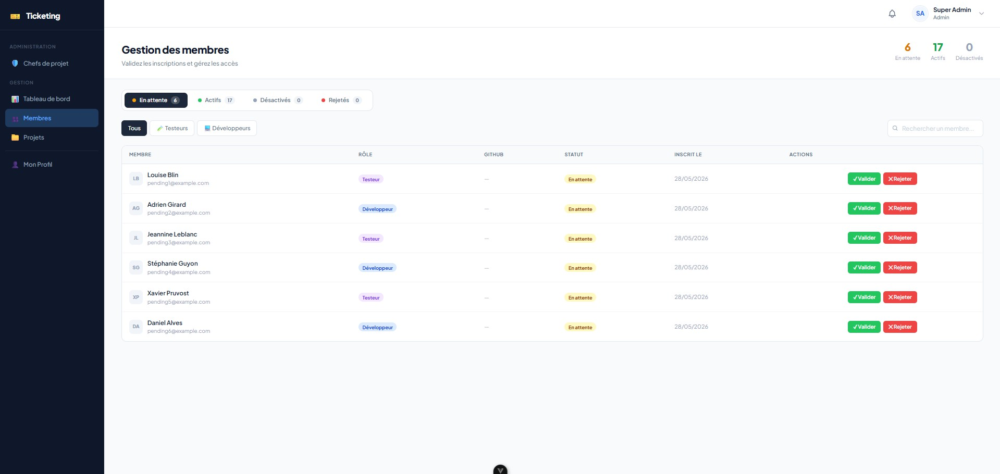 Ticketing
SA
Super Admin
Admin
ADMINISTRATION
Chefs de projet
GESTION
Tableau de bord
Membres
Projets
Mon Profil
Gestion des membres
Validez les inscriptions et gérez les accès
6 17 0
En attente Actifs Désactivés
En attente 6 Actifs 17 Désactivés 0 Rejetés 0
Tous Testeurs Développeurs
Rechercher un membre...
MEMBRE RÔLE GITHUB STATUT INSCRIT LE ACTIONS
LB Louise Blin Testeur — En attente 28/05/2026 ✓Valider ✕Rejeter
pending1@example.com
AG Adrien Girard Développeur — En attente 28/05/2026 ✓Valider ✕Rejeter
pending2@example.com
JL Jeannine Leblanc Testeur — En attente 28/05/2026 ✓Valider ✕Rejeter
pending3@example.com
SG Stéphanie Guyon Développeur — En attente 28/05/2026 ✓Valider ✕Rejeter
pending4@example.com
XP Xavier Pruvost Testeur — En attente 28/05/2026 ✓Valider ✕Rejeter
pending5@example.com
DA Daniel Alves Développeur — En attente 28/05/2026 ✓Valider ✕Rejeter
pending6@example.com